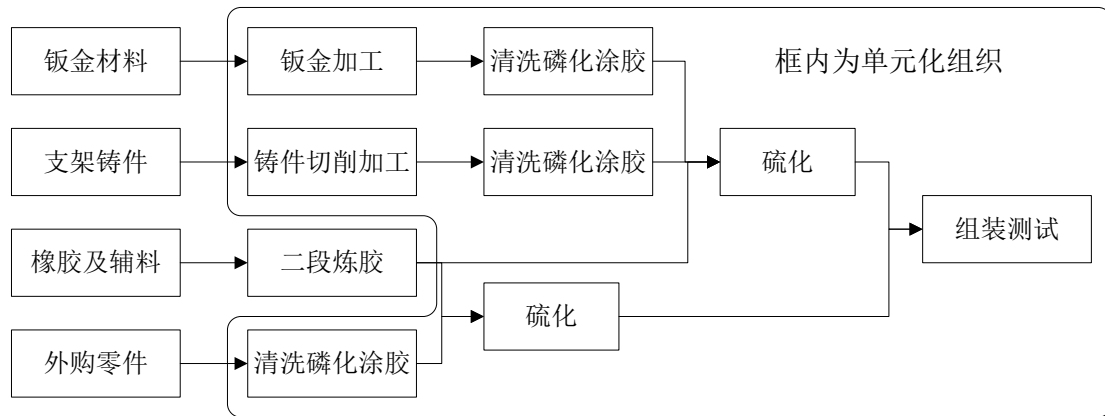 钣金材料
钣金加工
清洗磷化涂胶
框内为单元化组织
支架铸件
铸件切削加工
清洗磷化涂胶
硫化
组装测试
橡胶及辅料
二段炼胶
硫化
外购零件
清洗磷化涂胶